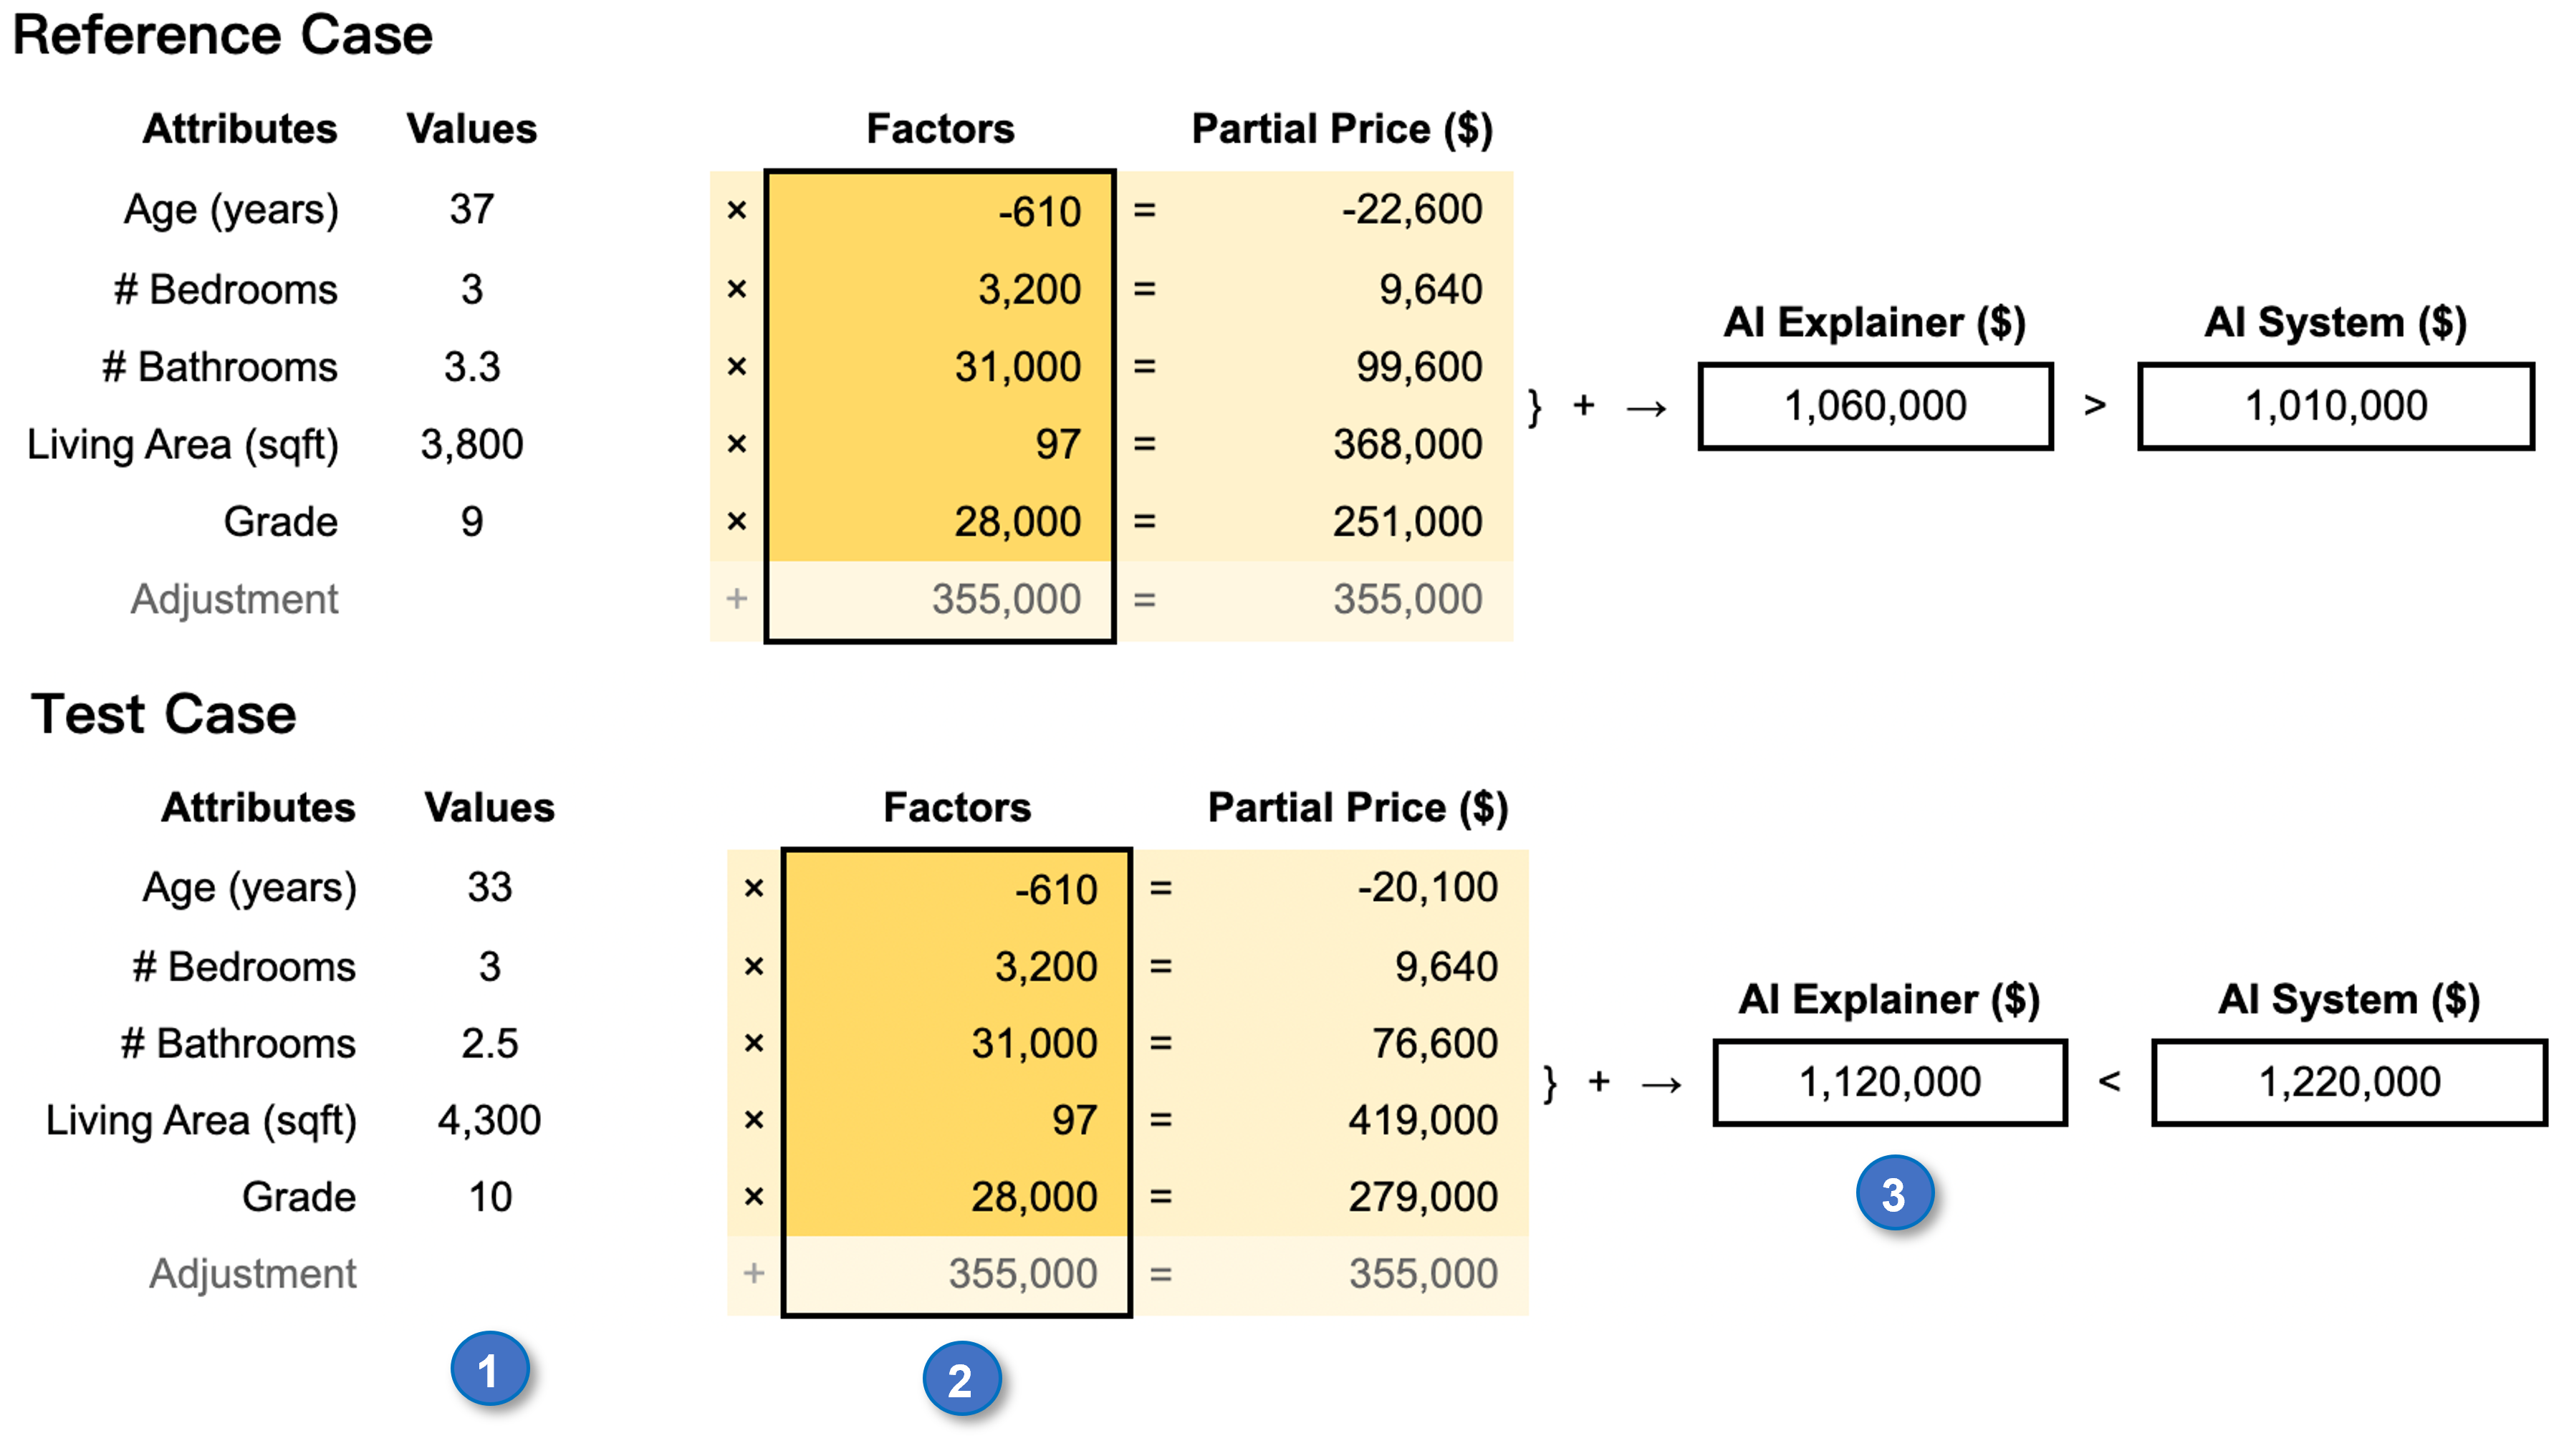 Reference Case
Attributes Values Factors Partial Price ($)
Age (years) 37 × -610 = -22,600
# Bedrooms 3 × 3,200 = 9,640
AI Explainer ($) AI System ($)
# Bathrooms 3.3 × 31,000 = 99,600
} + → 1,060,000 > 1,010,000
Living Area (sqft) 3,800 × 97 = 368,000
Grade 9 × 28,000 = 251,000
Adjustment + 355,000 = 355,000
Test Case
Attributes Values Factors Partial Price ($)
Age (years) 33 × -610 = -20,100
# Bedrooms 3 × 3,200 = 9,640
AI Explainer ($) AI System ($)
# Bathrooms 2.5 × 31,000 = 76,600
} + → 1,120,000 < 1,220,000
Living Area (sqft) 4,300 × 97 = 419,000
Grade 10 × 28,000 = 279,000
3
Adjustment + 355,000 = 355,000
1 2